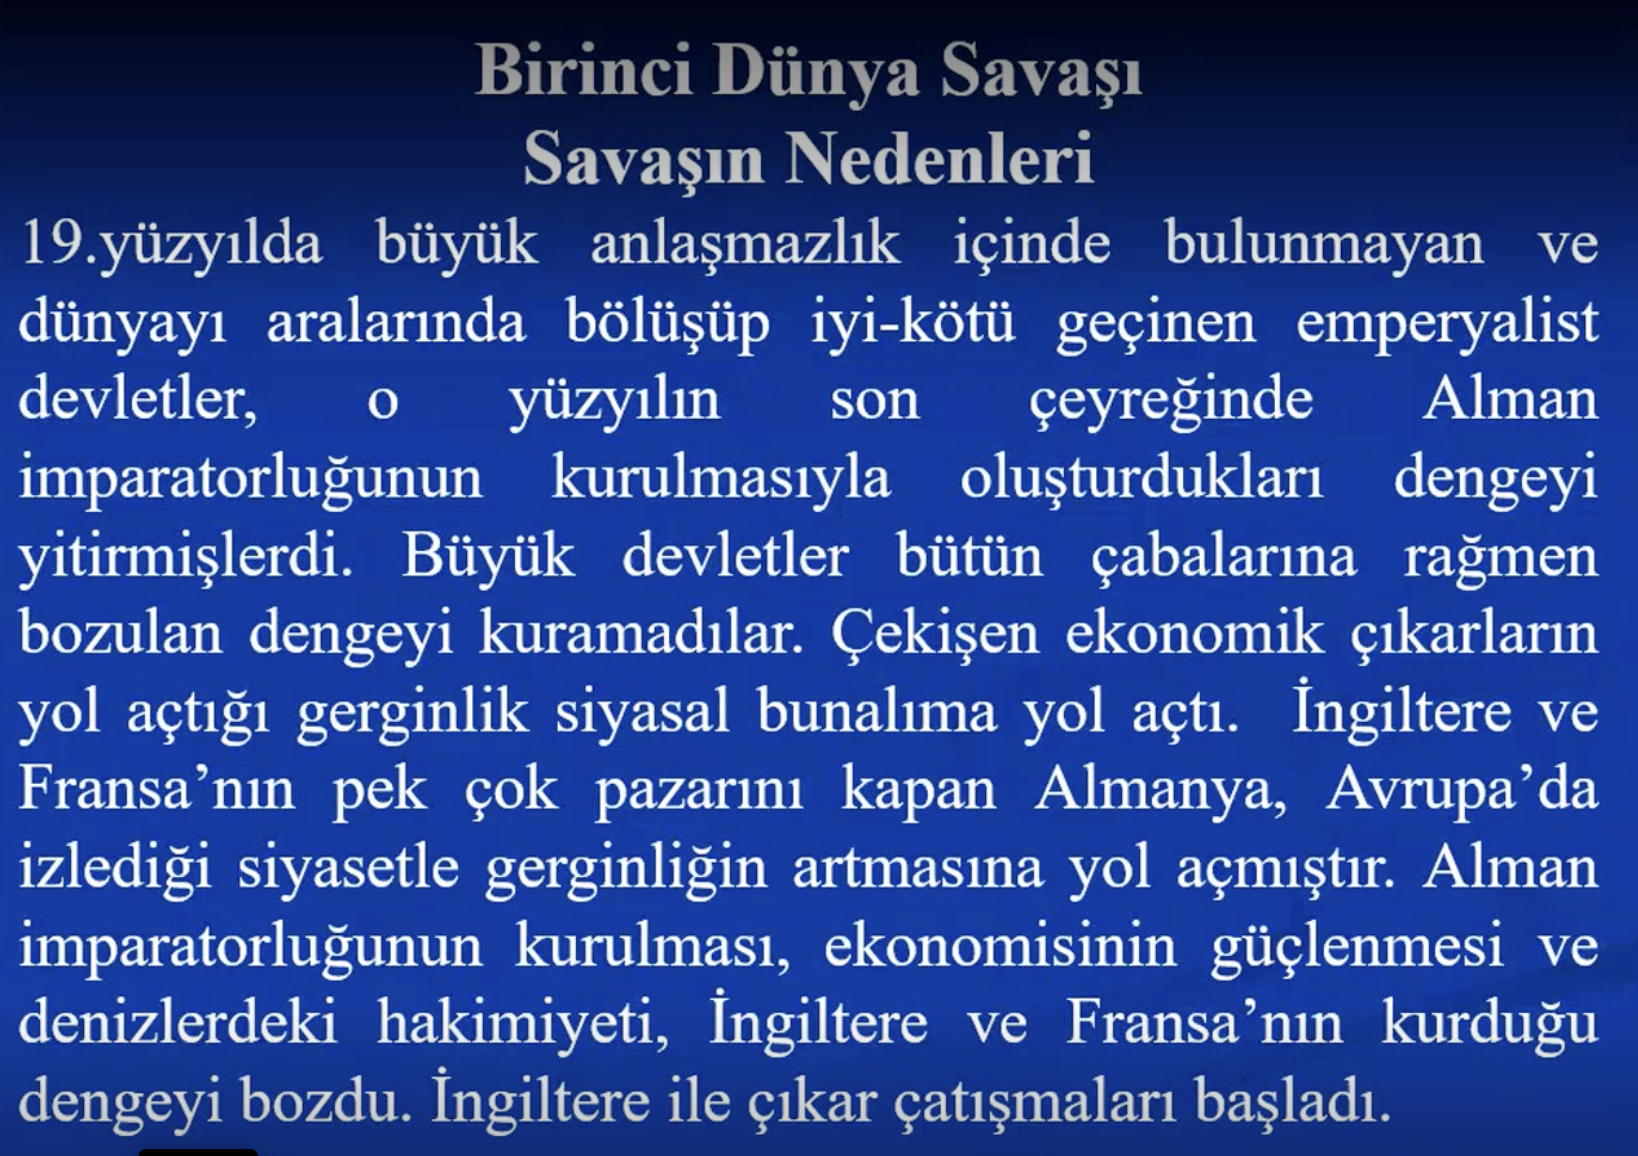 Birinci Dünya Savaşı
Savaşın Nedenleri
19.yüzyılda büyük anlaşmazlık içinde bulunmayan ve
dünyayı aralarında bölüşüp iyi-kötü geçinen emperyalist
devletler, o yüzyılın son çeyreğinde Alman
imparatorluğunun kurulmasıyla oluşturdukları dengeyi
yitirmişlerdi. Büyük devletler bütün çabalarına rağmen
bozulan dengeyi kuramadılar. Çekişen ekonomik çıkarların
yol açtığı gerginlik siyasal bunalıma yol açtı. İngiltere ve
Fransa’nın pek çok pazarını kapan Almanya, Avrupa’da
izlediği siyasetle gerginliğin artmasına yol açmıştır. Alman
imparatorluğunun kurulması, ekonomisinin güçlenmesi ve
denizlerdeki hakimiyeti, İngiltere ve Fransa’nın kurduğu
dengeyi bozdu. İngiltere ile çıkar çatışmaları başladı.